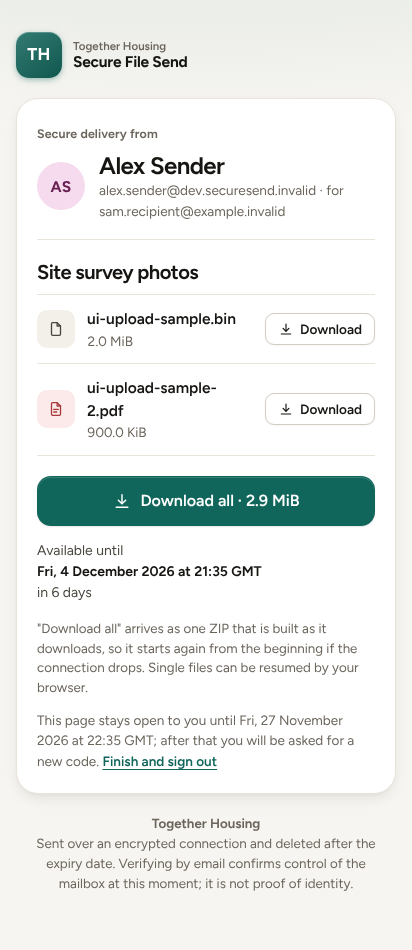 TH
Together Housing
Secure File Send
Secure delivery from
AS
Alex Sender
alex.sender@dev.securesend.invalid · for
sam.recipient@example.invalid
Site survey photos
ui-upload-sample.bin
2.0 MiB
Download
ui-upload-sample-
2.pdf
900.0 KiB
Download
Download all · 2.9 MiB
Available until
Fri, 4 December 2026 at 21:35 GMT
in 6 days
"Download all" arrives as one ZIP that is built as it
downloads, so it starts again from the beginning if the
connection drops. Single files can be resumed by your
browser.
This page stays open to you until Fri, 27 November
2026 at 22:35 GMT; after that you will be asked for a
new code. Finish and sign out
Together Housing
Sent over an encrypted connection and deleted after the
expiry date. Verifying by email confirms control of the
mailbox at this moment; it is not proof of identity.